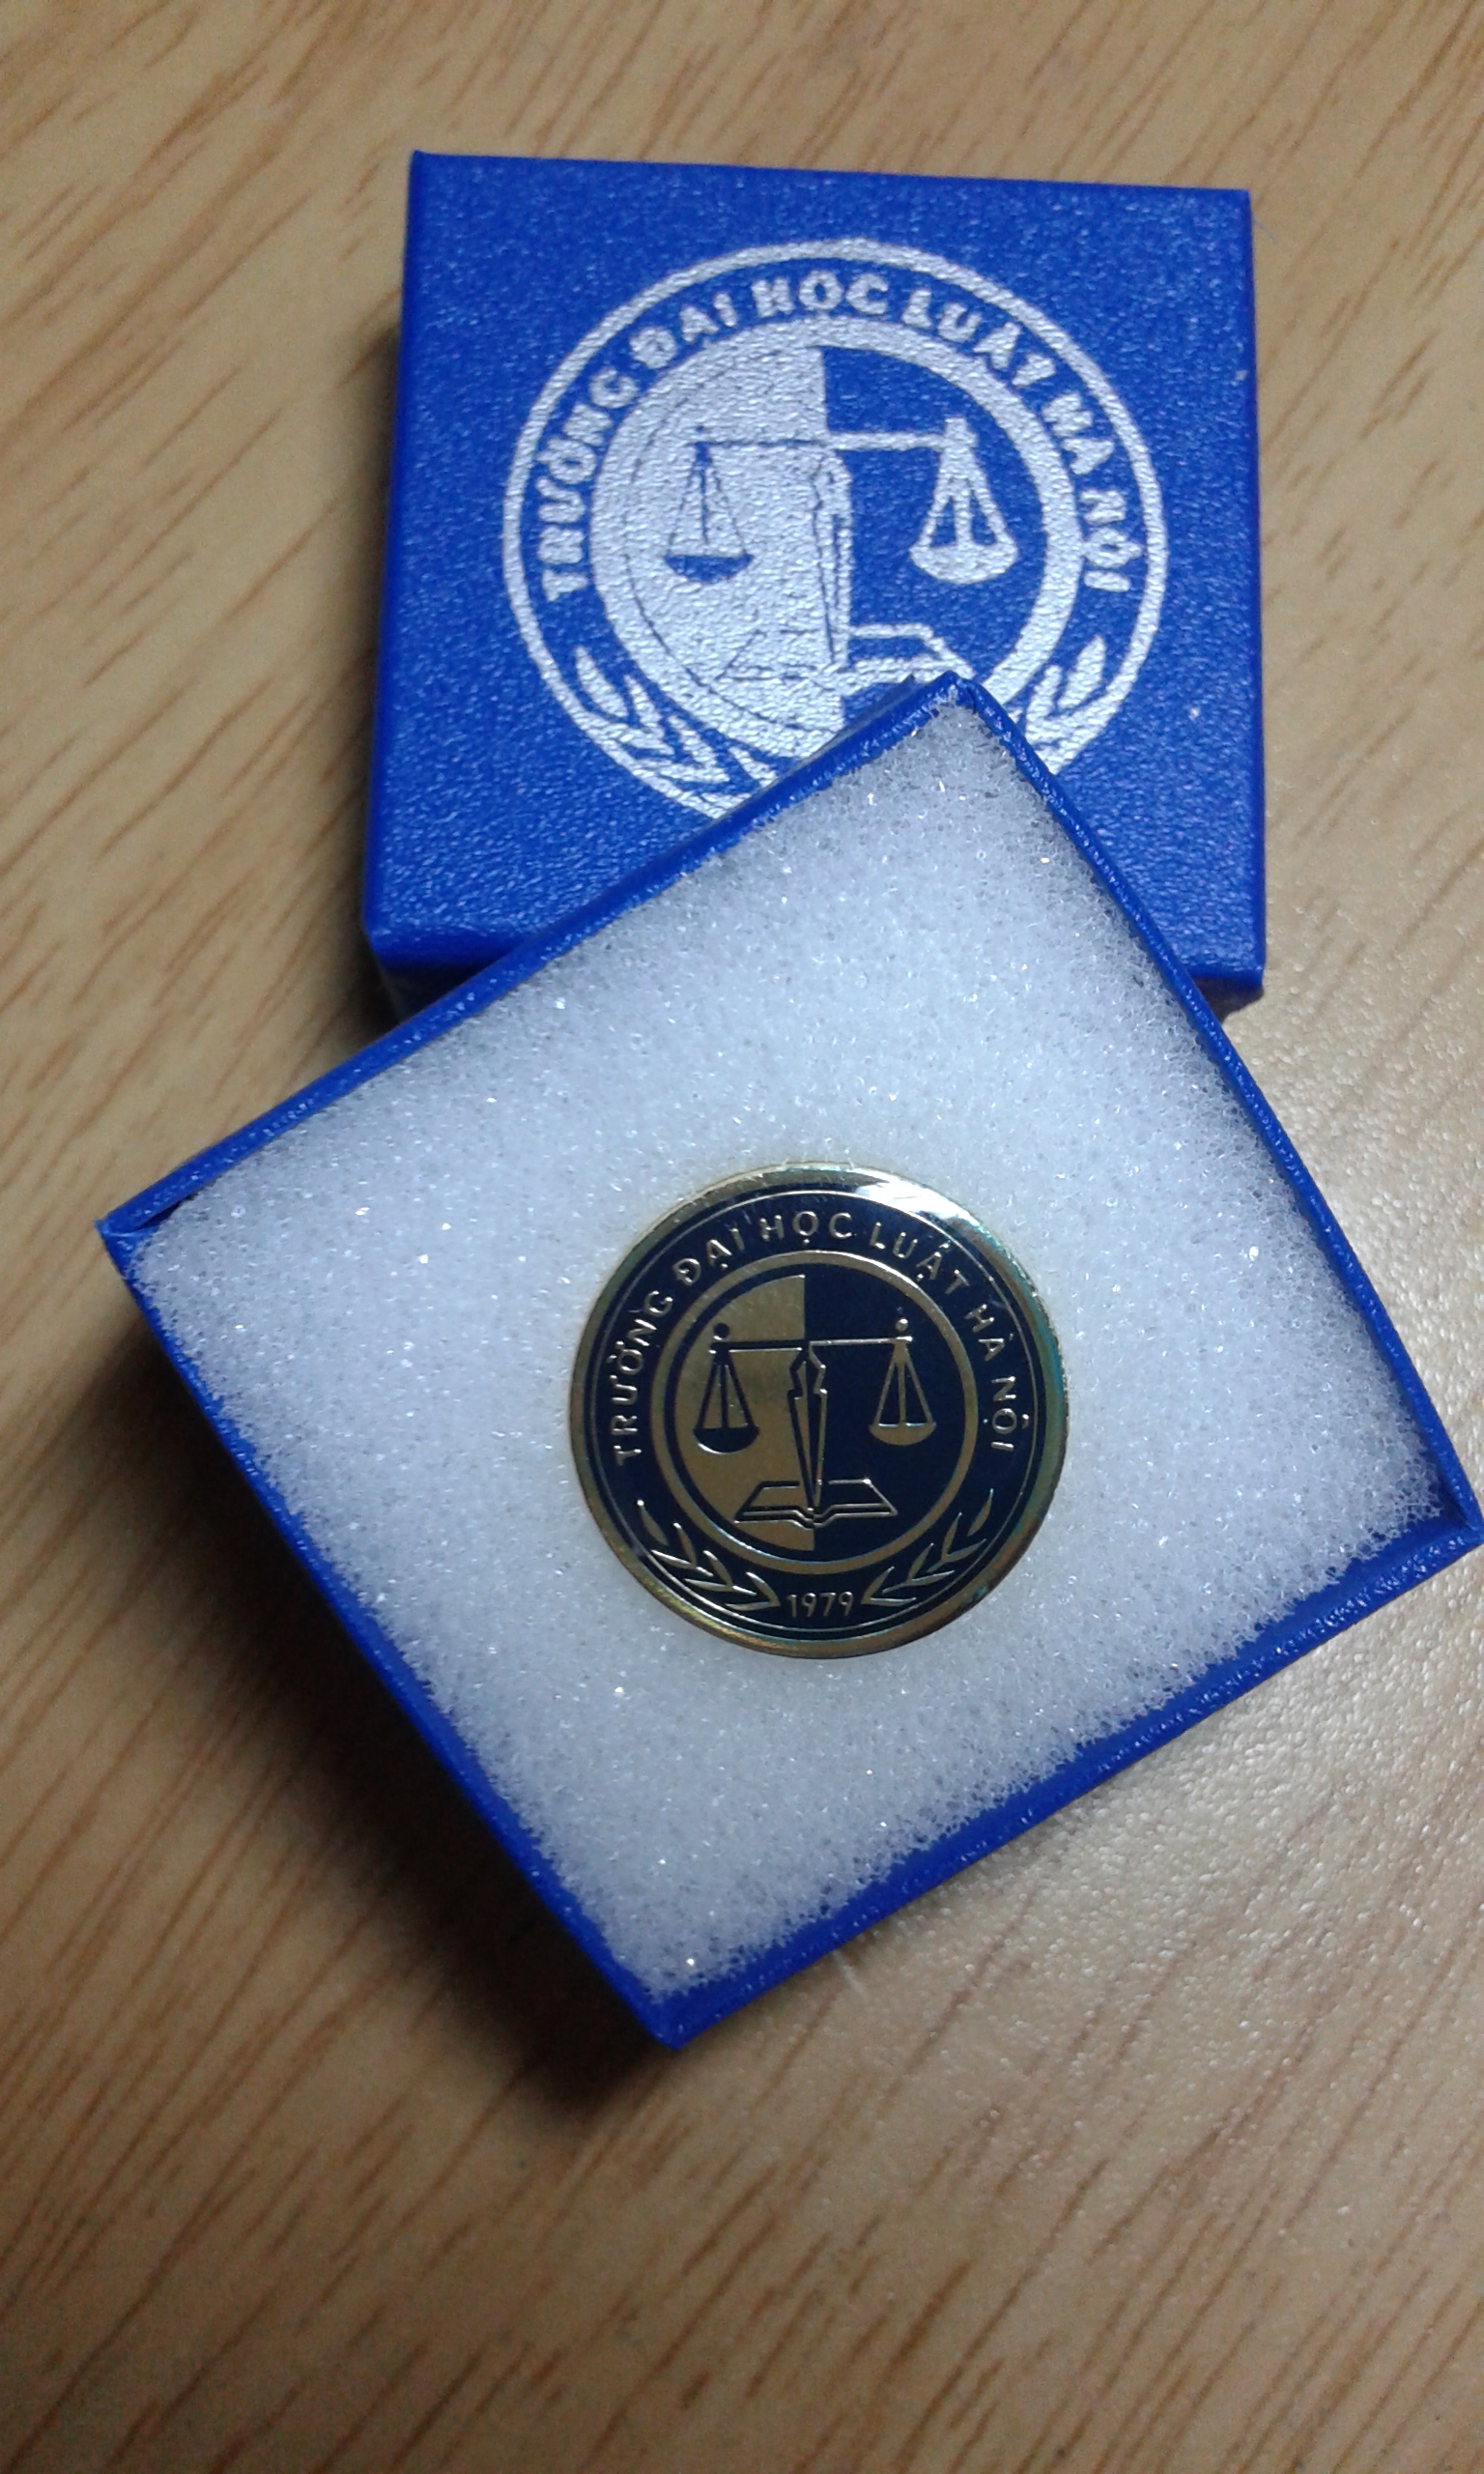 TRƯỜNG ĐẠI HỌC LUẬT HÀ NỘI
TRƯỜNG ĐẠI HỌC LUẬT HÀ NỘI
1979